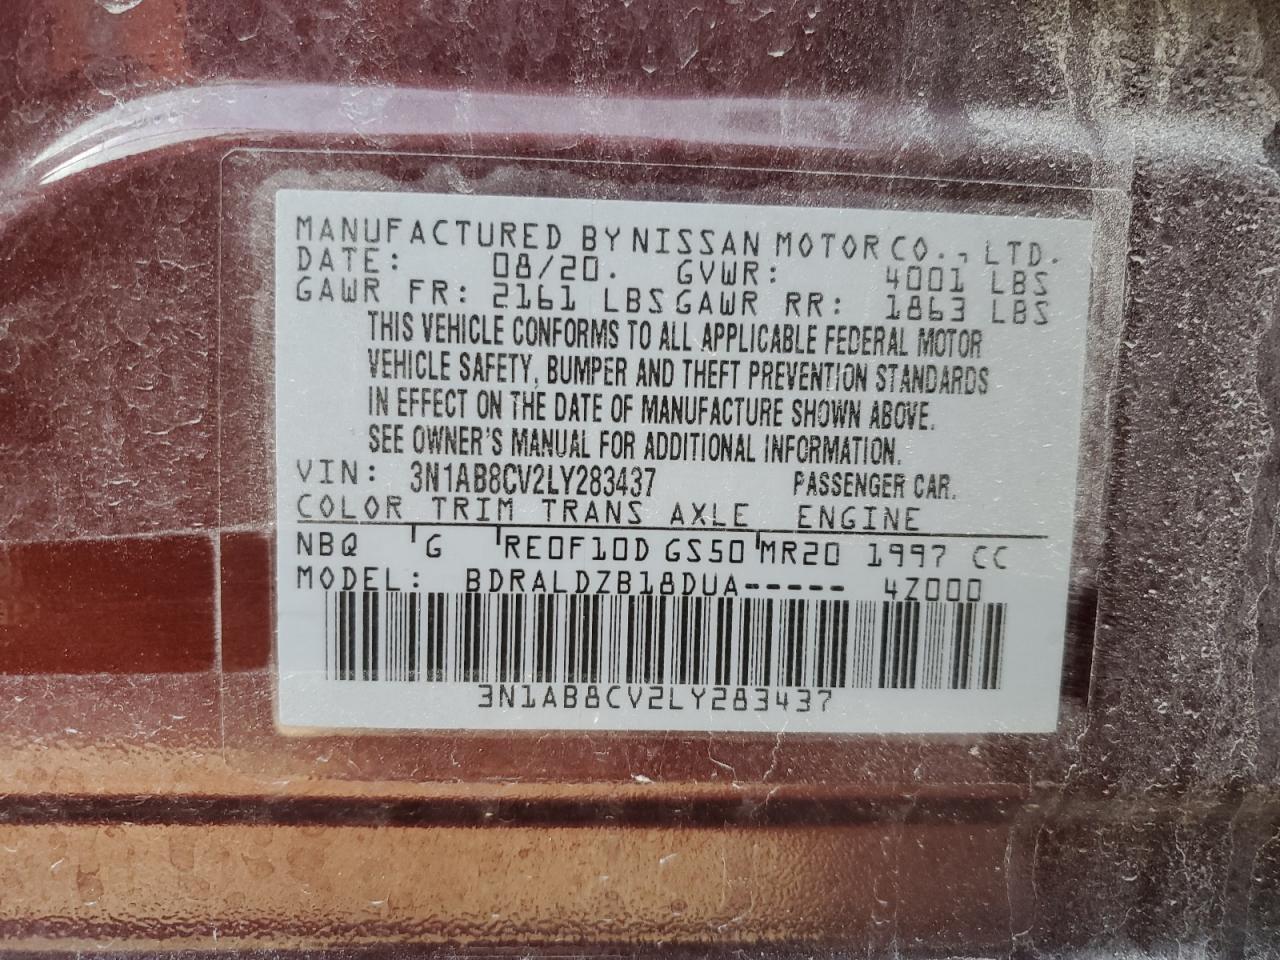 MANUFACTURED BY NISSAN MOTOR CO., LTD.
DATE: 08/20. GVWR: 4001 LBS
GAWR FR: 2161 LBS GAWR RR: 1863 LBS
THIS VEHICLE CONFORMS TO ALL APPLICABLE FEDERAL MOTOR
VEHICLE SAFETY, BUMPER AND THEFT PREVENTION STANDARDS
IN EFFECT ON THE DATE OF MANUFACTURE SHOWN ABOVE.
SEE OWNER'S MANUAL FOR ADDITIONAL INFORMATION.
VIN: 3N1AB8CV2LY283437 PASSENGER CAR.
COLOR TRIM TRANS AXLE ENGINE
NBQ G RE0F10D GS50 MR20 1997 CC
MODEL: BDRALDZB18DUA----- 4Z000
3N1AB8CV2LY283437